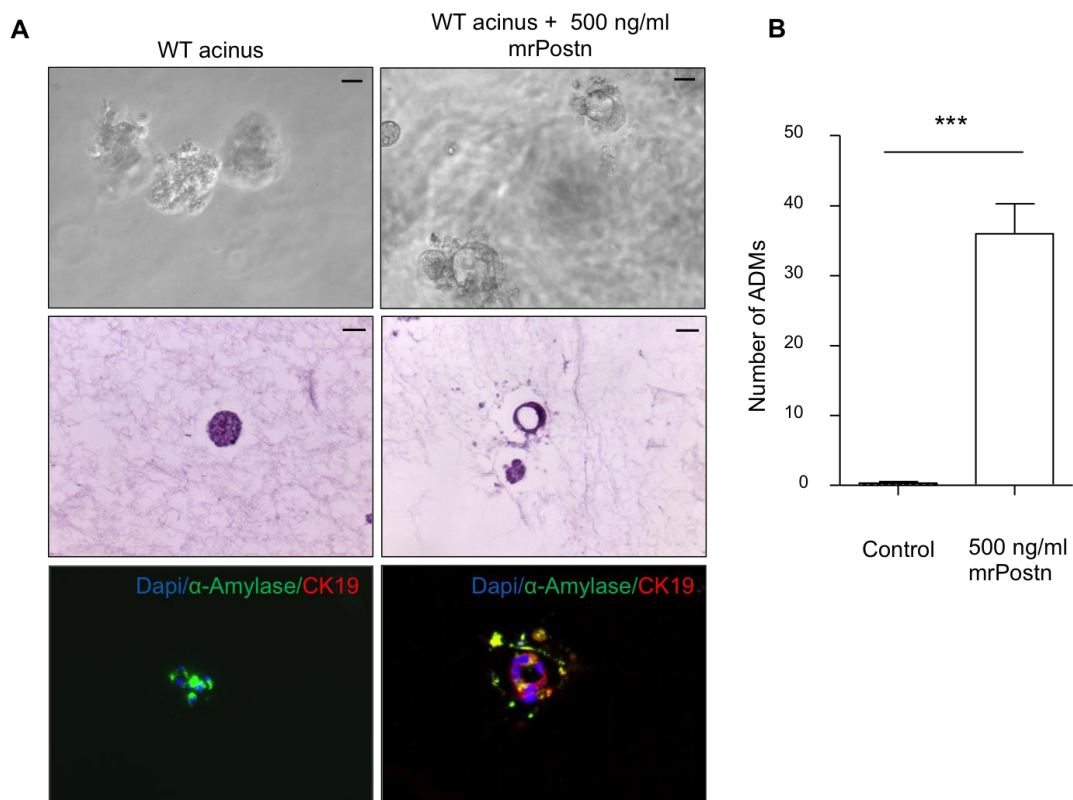 A
WT acinus
WT acinus + 500 ng/ml
mrPostn
Dapi/α-Amylase/CK19
Dapi/α-Amylase/CK19
B
***
Number of ADMs
50
40
30
20
10
0
Control
500 ng/ml
mrPostn